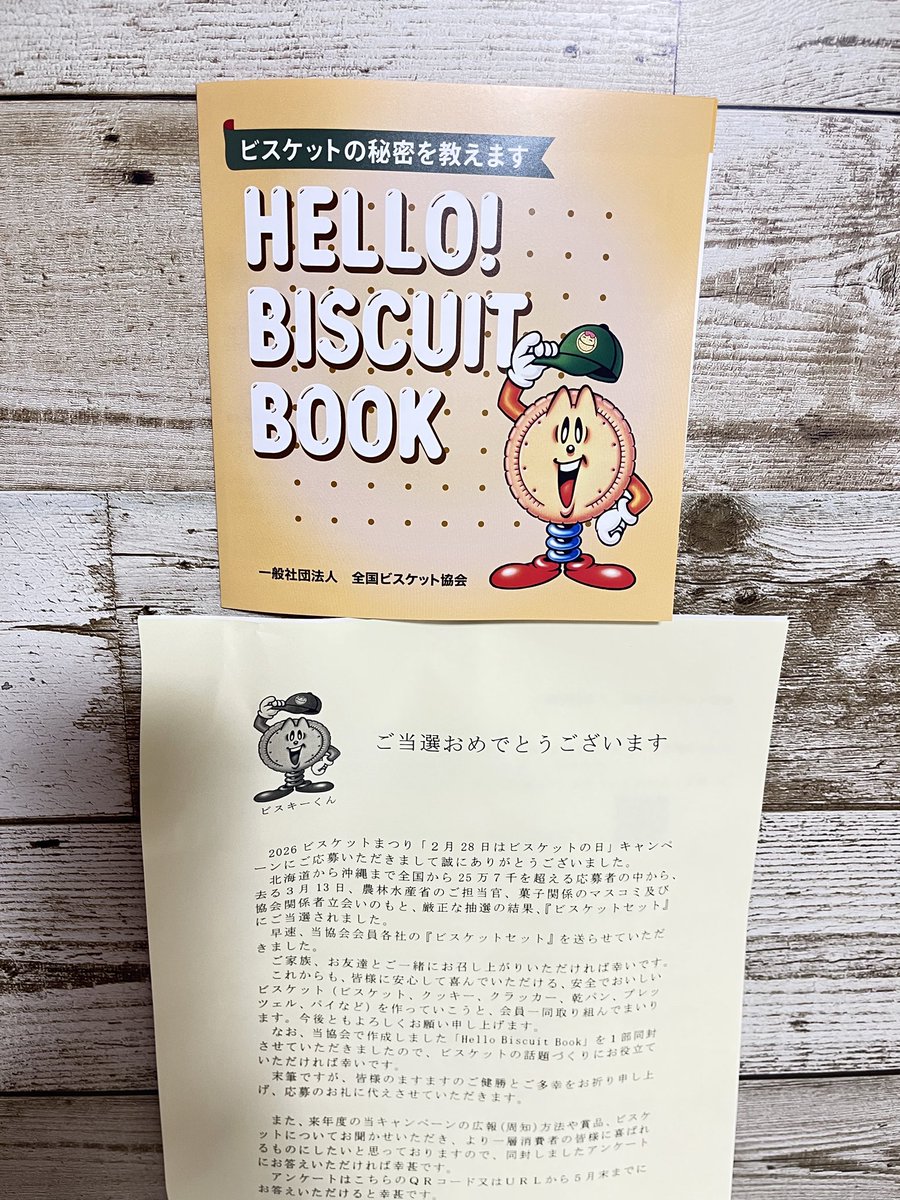 ビスケットの秘密を教えます
HELLO!
BISCUIT
BOOK
一般社団法人　全国ビスケット協会
ビスキーくん
ご当選おめでとうございます
2026ビスケットまつり「2月28日はビスケットの日」キャンペ
ーンにご応募いただきまして誠にありがとうございました。
北海道から沖縄まで全国から25万7千を超える応募者の中から、
去る3月13日、農林水産省のご担当官、菓子関係のマスコミ及び
協会関係者立会いのもと、厳正な抽選の結果、『ビスケットセット』
にご当選されました。
早速、当協会会員各社の『ビスケットセット』を送らせていただ
きました。
ご家族、お友達とご一緒にお召し上がりいただければ幸いです。
これからも、皆様に安心して喜んでいただける、安全でおいしい
ビスケット(ビスケット、クッキー、クラッカー、乾パン、プレッ
ツェル、パイなど)を作っていこうと、会員一同取り組んでまいり
ます。今後ともよろしくお願い申し上げます。
なお、当協会で作成しました「Hello Biscuit Book」を1部同封
させていただきましたので、ビスケットの話題づくりにお役立て
いただければ幸いです。
末筆ですが、皆様のますますのご健勝とご多幸をお祈り申し上
げ、応募のお礼に代えさせていただきます。
また、来年度の当キャンペーンの広報(周知)方法や賞品、ビスケ
ットについてお聞かせいただき、より一層消費者の皆様に喜ばれ
るものにしたいと思っておりますので、同封しましたアンケート
にお答えいただければ幸甚です。
アンケートはこちらのQRコード又はURLから5月末までに
お答えいただけると幸甚です。